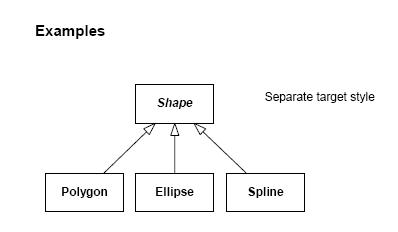 Examples
Shape
Separate target style
Polygon
Ellipse
Spline